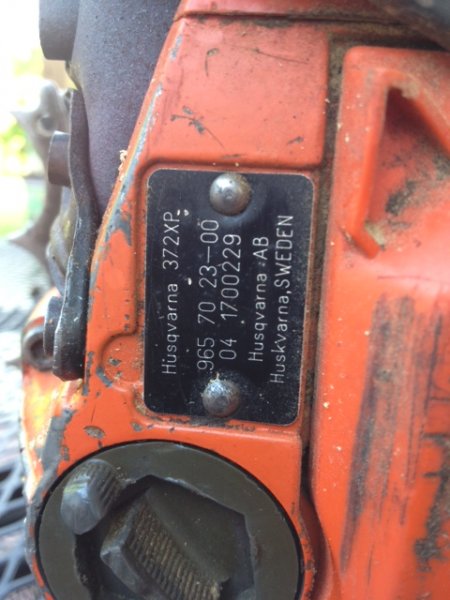 Husqvarna 372XP
965 70 23-00
04 1700229
Husqvarna AB
Huskvarna, SWEDEN